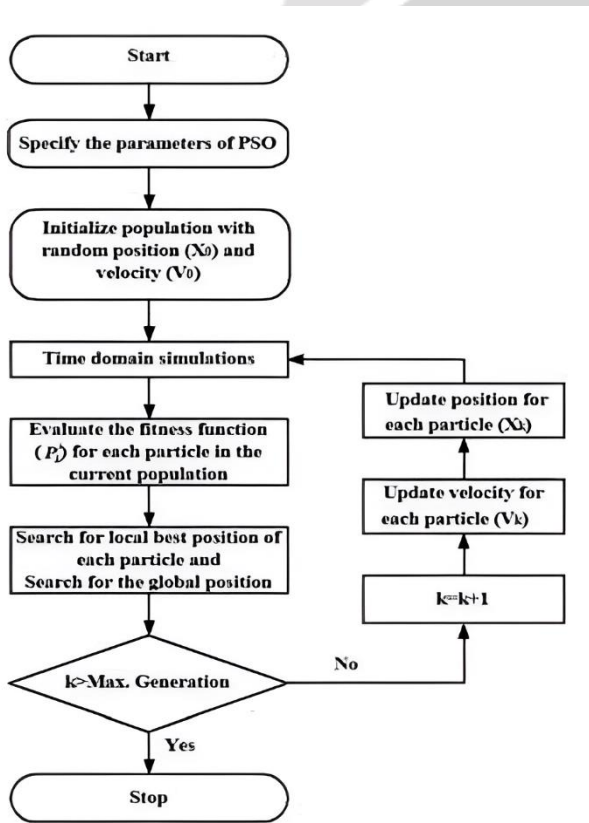 Start
Specify the parameters of PSO
Initialize population with
random position (X0) and
velocity (V0)
Time domain simulations
Evaluate the fitness function
for each particle in the
current population
Search for local best position of
each particle and
Search for the global position
k>Max. Generation
Yes
Stop
No
k=k+1
Update velocity for
each particle (Vk)
Update position for
each particle (Xk)